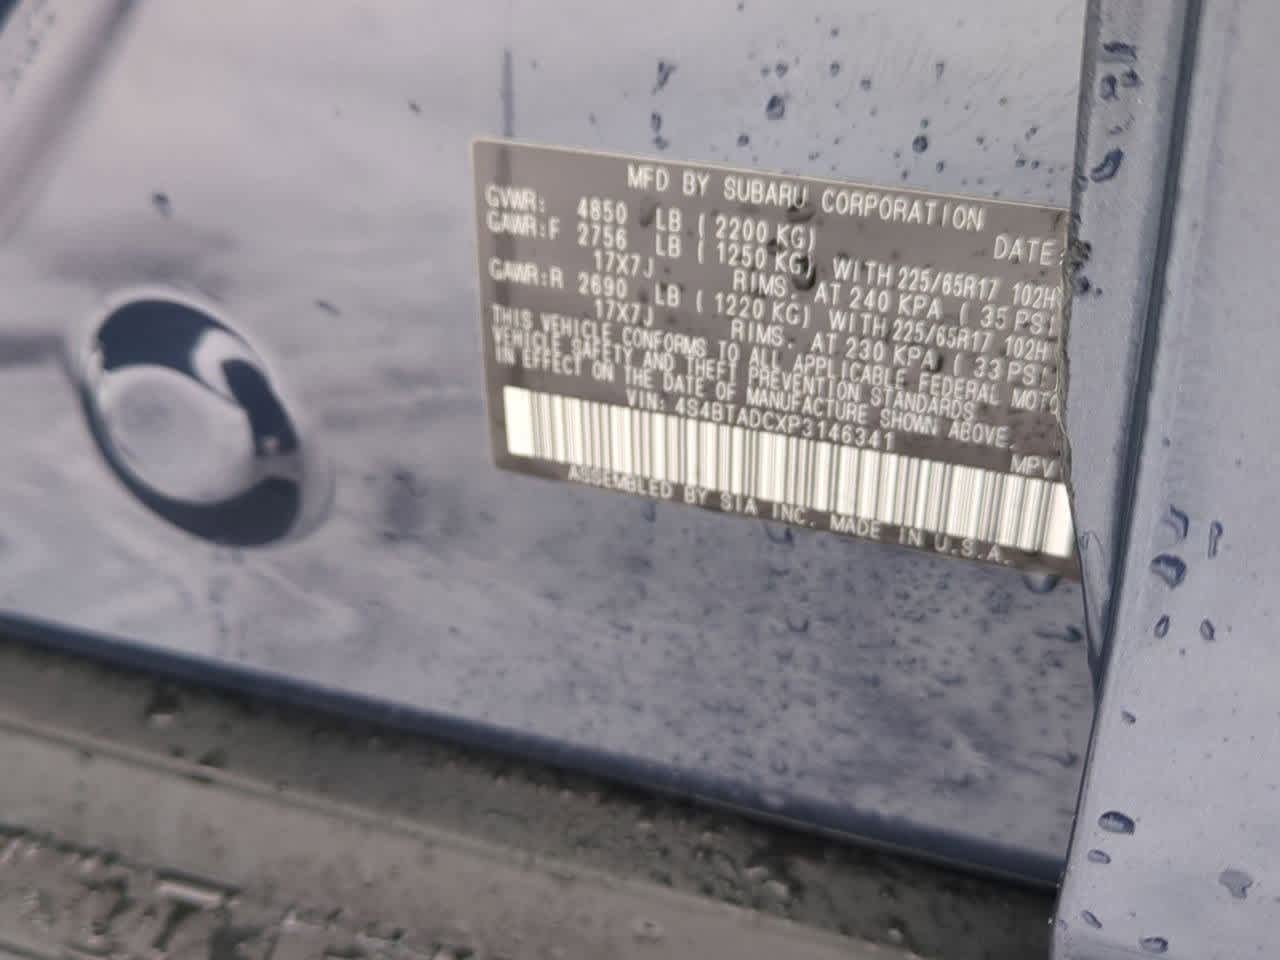 MFD BY SUBARU CORPORATION
DATE:
GVWR: 4850 LB ( 2200 KG)
GAWR:F 2756 LB ( 1250 KG) WITH 225/65R17 102H
17X7J RIMS. AT 240 KPA ( 35 PSI
GAWR:R 2690 LB ( 1220 KG) WITH 225/65R17 102H
17X7J RIMS. AT 230 KPA ( 33 PSI
THIS VEHICLE CONFORMS TO ALL APPLICABLE FEDERAL MOTO
VEHICLE SAFETY AND THEFT PREVENTION STANDARDS
IN EFFECT ON THE DATE OF MANUFACTURE SHOWN ABOVE.
VIN: 4S4BTADCXP3146341
MPV
ASSEMBLED BY SIA INC. MADE IN U.S.A.